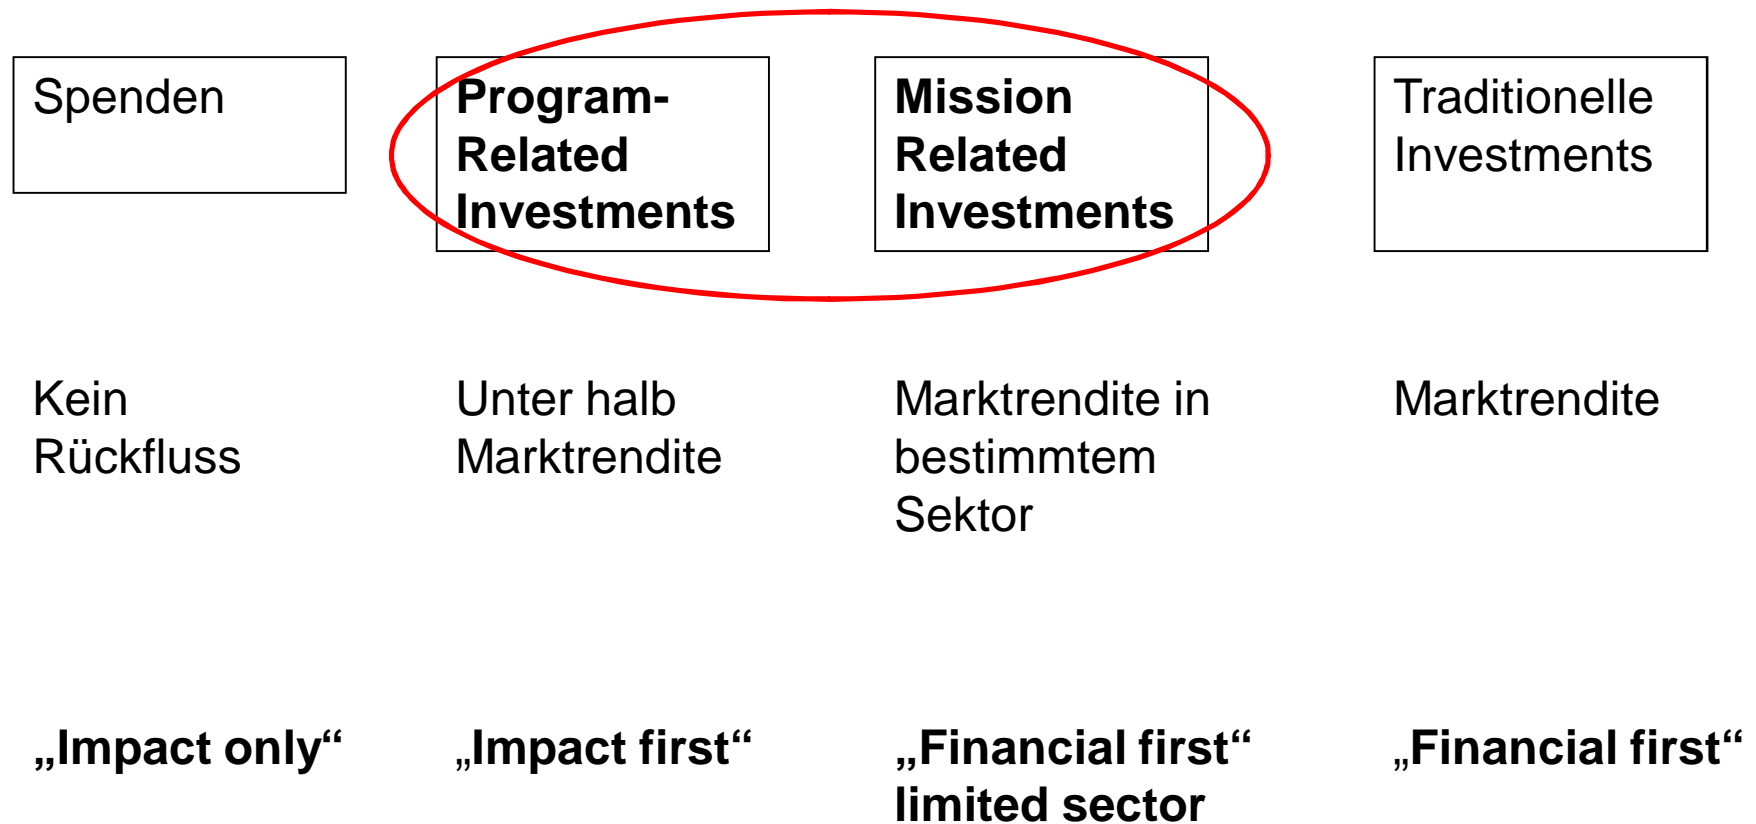 Spenden
Program-
Related
Investments
Mission
Related
Investments
Traditionelle
Investments
Kein
Rückfluss
Unter halb
Marktrendite
Marktrendite in
bestimmtem
Sektor
Marktrendite
„Impact only“
„Impact first“
„Financial first“
limited sector
„Financial first“